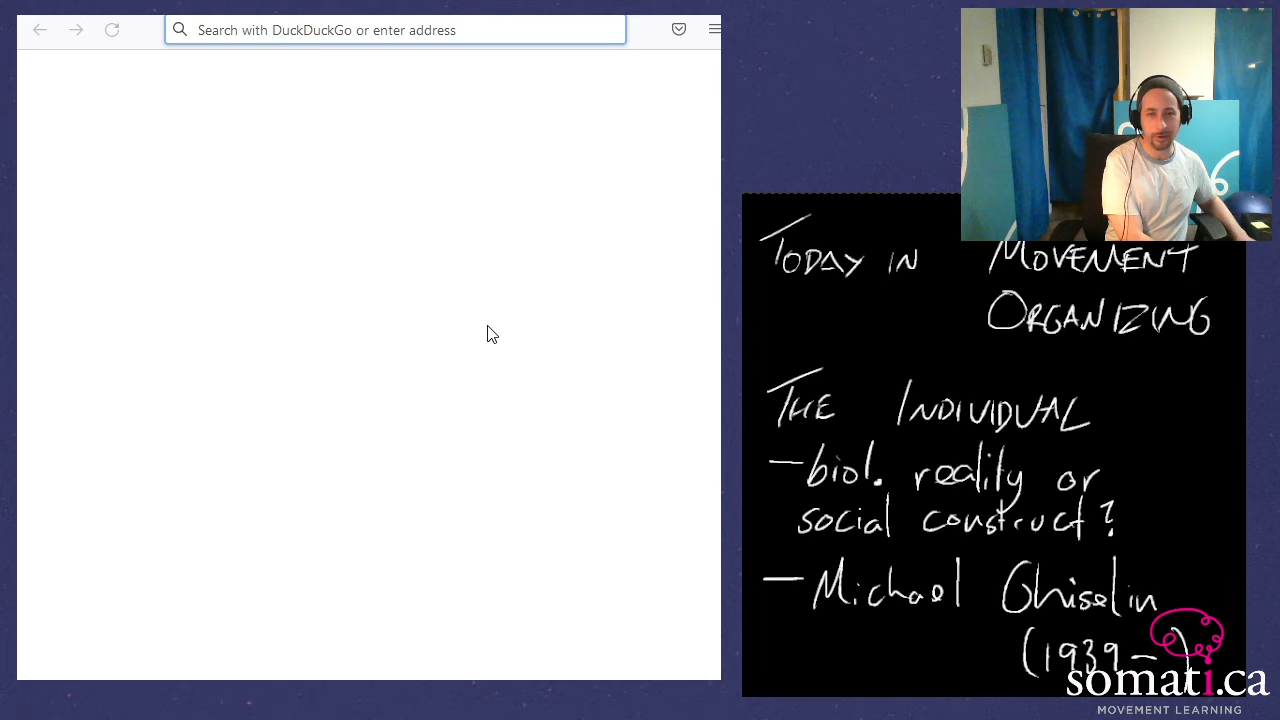 Search with DuckDuckGo or enter address
TODAY IN MOVEMENT
ORGANIZING
THE INDIVIDUAL
- biol. reality or
social construct?
- Michael Ghiselin
(1939- )
somati.ca
MOVEMENT LEARNING